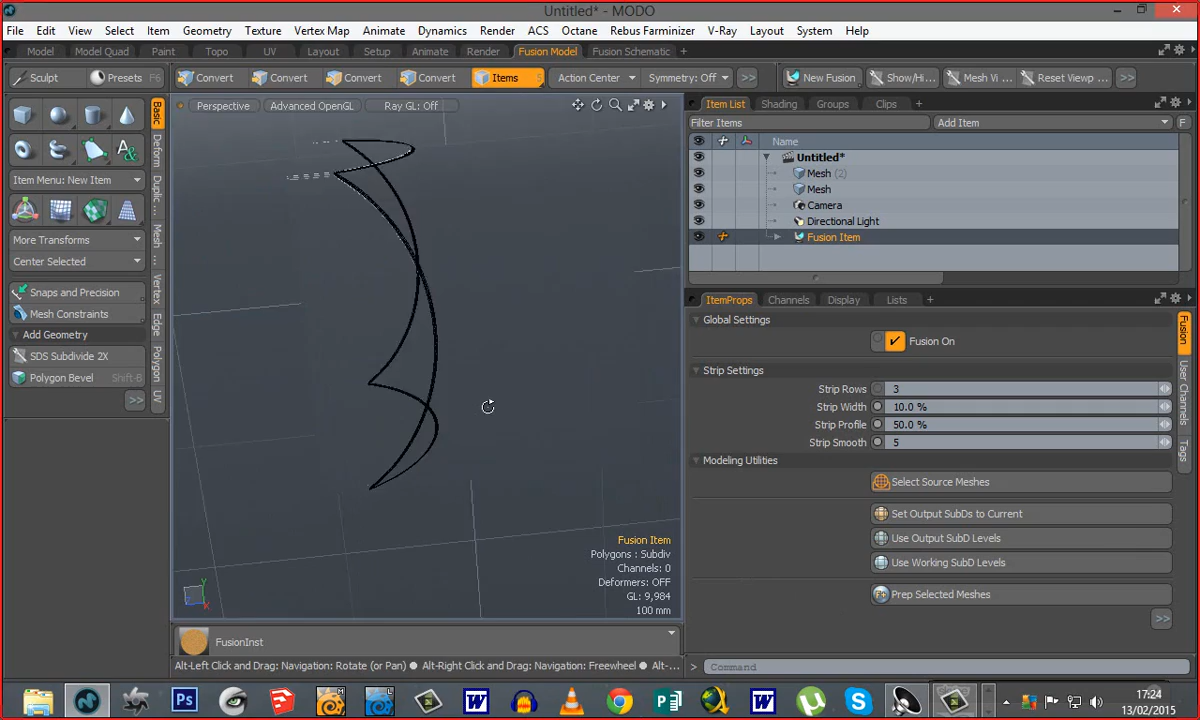 Untitled* - MODO
File Edit View Select Item Geometry Texture Vertex Map Animate Dynamics Render ACS Octane Rebus Farminizer V-Ray Layout System Help
Model Model Quad Paint Topo UV Layout Setup Animate Render Fusion Model Fusion Schematic +
Sculpt Presets F6 Convert Convert Convert Convert Items 5 Action Center Symmetry: Off >> New Fusion Show/Hi... Mesh Vi ... Reset Viewp ... >>
Perspective Advanced OpenGL Ray GL: Off
Item List Shading Groups Clips +
Filter Items Add Item F
Name
Untitled*
Mesh (2)
Mesh
Camera
Directional Light
Fusion Item
Basic
Deform
Duplic ...
Mesh ...
Vertex
Edge
Polygon
UV
Item Menu: New Item
More Transforms
Center Selected
Snaps and Precision
Mesh Constraints
Add Geometry
SDS Subdivide 2X
Polygon Bevel Shift-B
>>
ItemProps Channels Display Lists +
Global Settings
Fusion On
Strip Settings
Strip Rows 3
Strip Width 10.0 %
Strip Profile 50.0 %
Strip Smooth 5
Modeling Utilities
Select Source Meshes
Set Output SubDs to Current
Use Output SubD Levels
Use Working SubD Levels
Prep Selected Meshes
>>
Fusion
User Channels
Tags
Fusion Item
Polygons : Subdiv
Channels: 0
Deformers: OFF
GL: 9,984
100 mm
Y
X
FusionInst
Alt-Left Click and Drag: Navigation: Rotate (or Pan) ● Alt-Right Click and Drag: Navigation: Freewheel ● Alt-...
> Command
17:24
13/02/2015